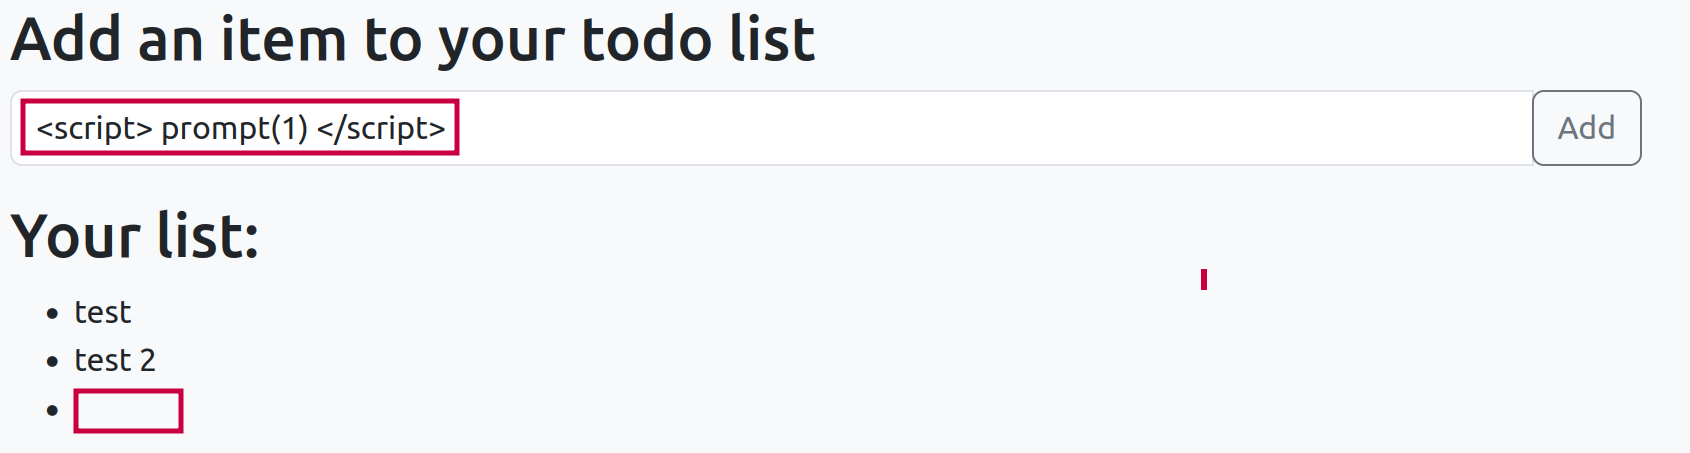 Add an item to your todo list
<script> prompt(1) </script>
Add
Your list:
test
test 2